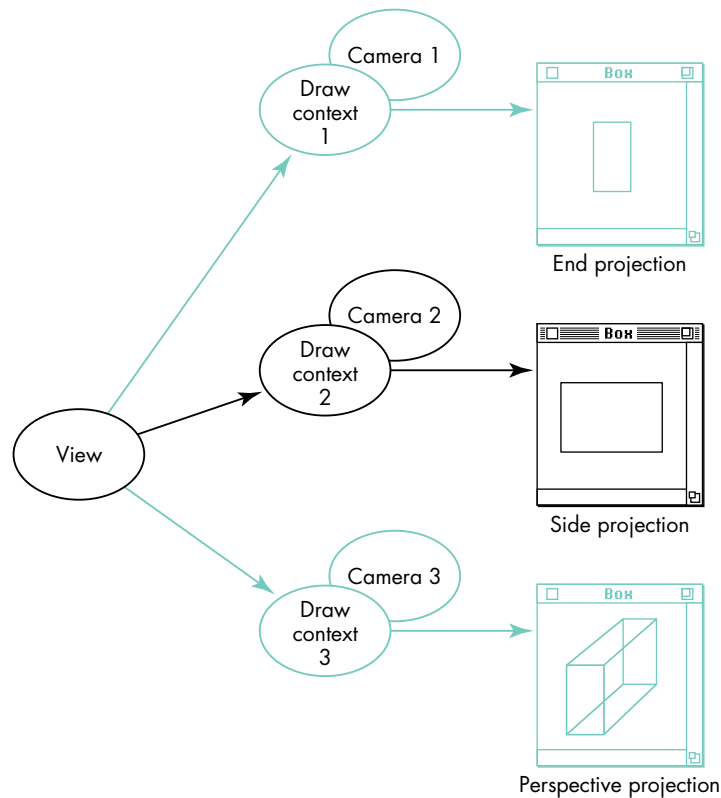 Camera 1
Draw
context
1
Box
End projection
Camera 2
Draw
context
2
Box
Side projection
View
Camera 3
Draw
context
3
Box
Perspective projection